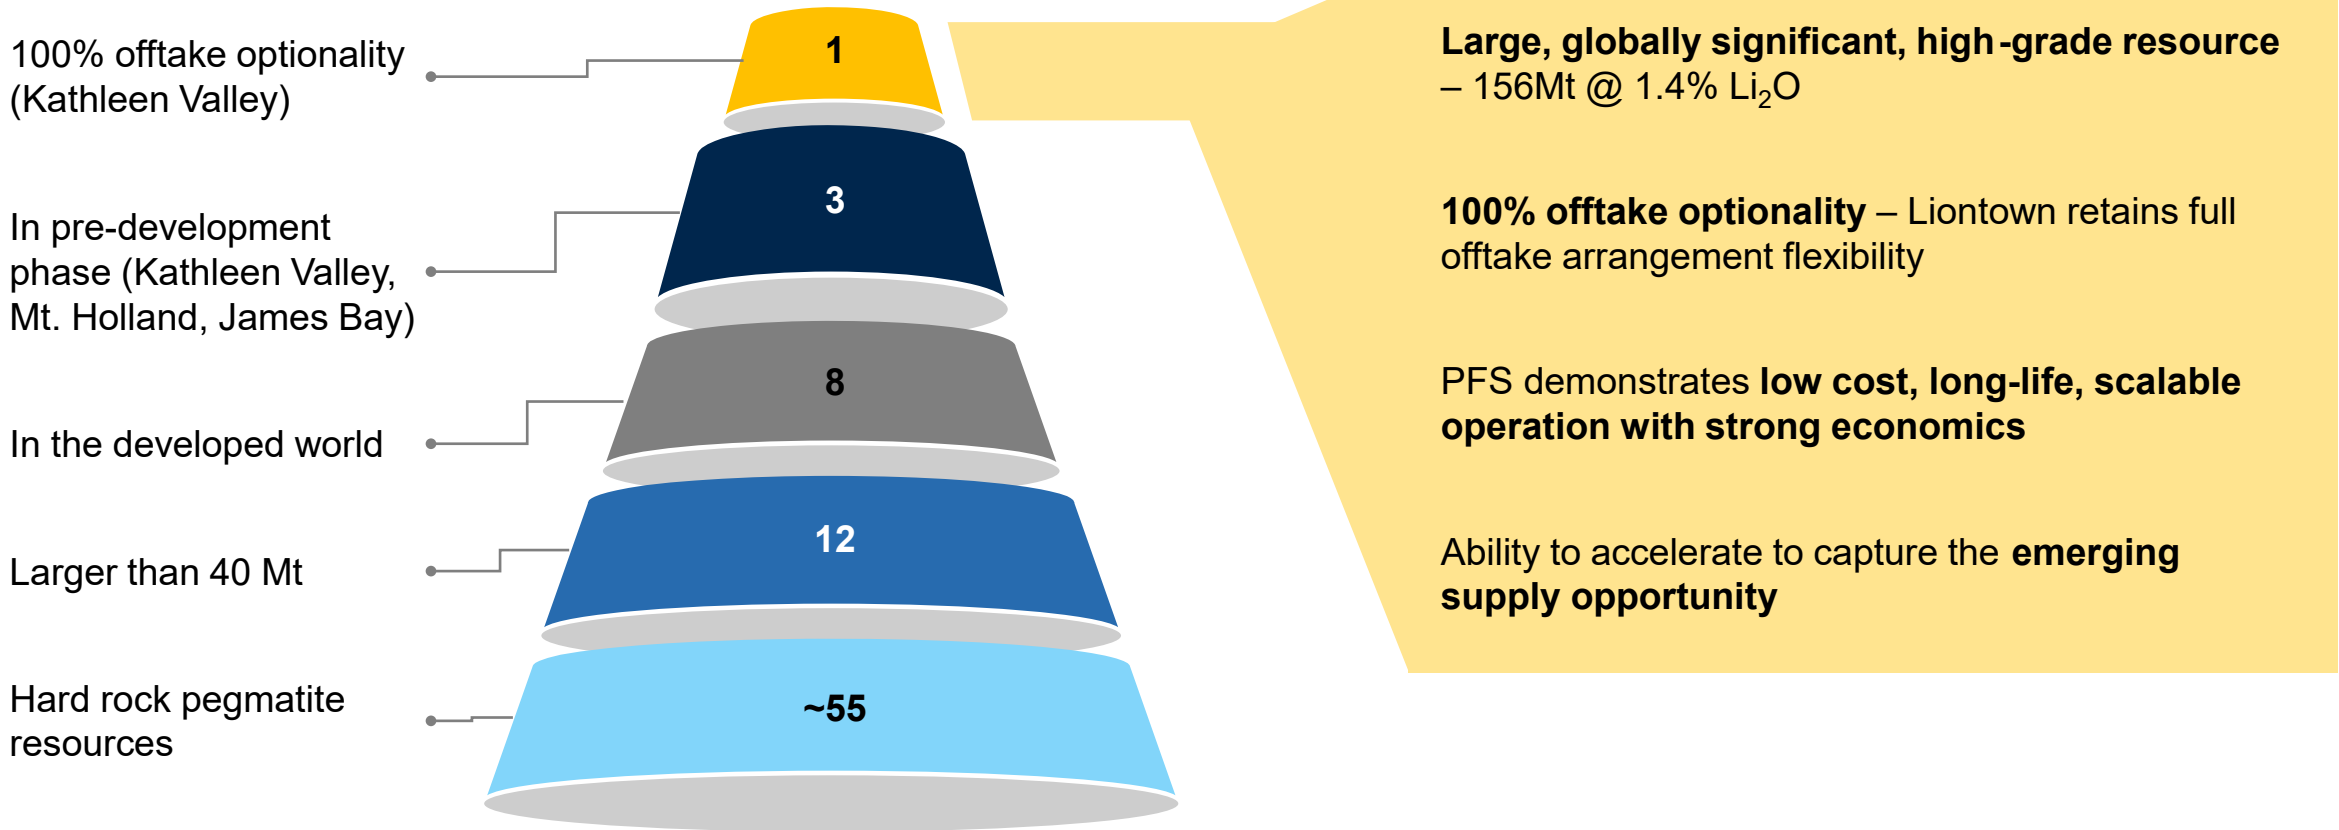 100% offtake optionality
(Kathleen Valley)
1
In pre-development
phase (Kathleen Valley,
Mt. Holland, James Bay)
3
In the developed world
8
Larger than 40 Mt
12
Hard rock pegmatite
resources
~55
Large, globally significant, high-grade resource
– 156Mt @ 1.4% Li₂O
100% offtake optionality – Liontown retains full
offtake arrangement flexibility
PFS demonstrates low cost, long-life, scalable
operation with strong economics
Ability to accelerate to capture the emerging
supply opportunity